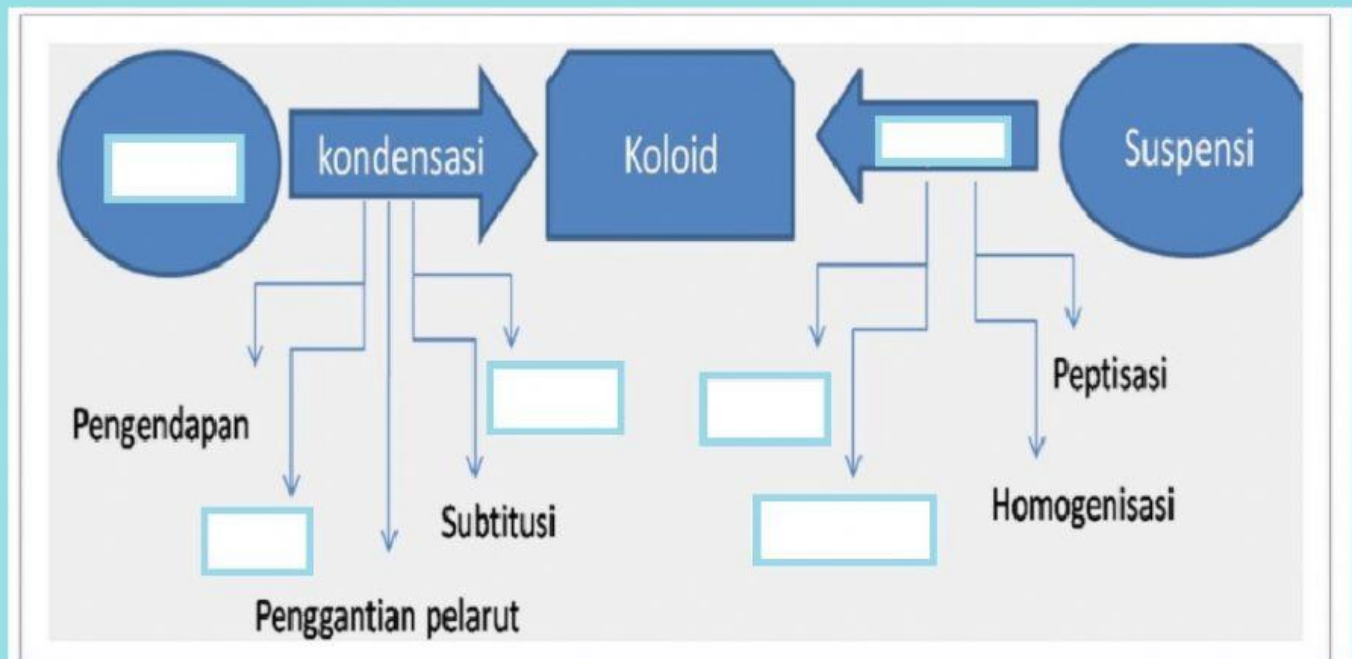 kondensasi
Koloid
Suspensi
Pengendapan
Subtitusi
Penggantian pelarut
Peptisasi
Homogenisasi